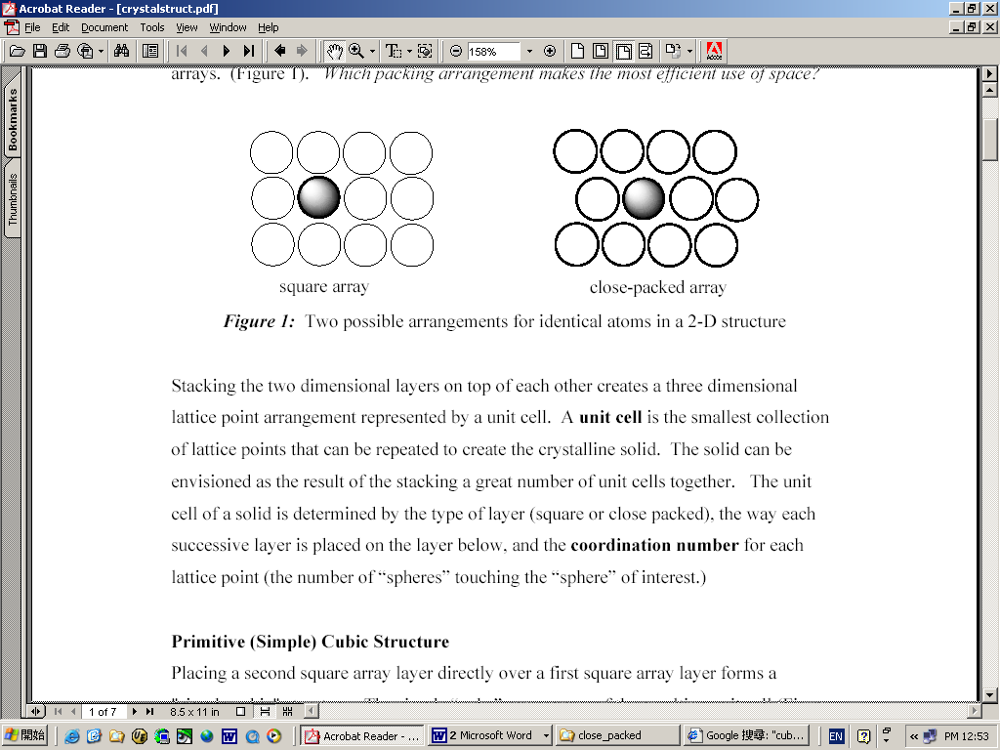 Acrobat Reader - [crystalstruct.pdf]
File Edit Document Tools View Window Help
158%
Adobe
Bookmarks
Thumbnails
arrays. (Figure 1). Which packing arrangement makes the most efficient use of space?
square array
close-packed array
Figure 1: Two possible arrangements for identical atoms in a 2-D structure
Stacking the two dimensional layers on top of each other creates a three dimensional
lattice point arrangement represented by a unit cell. A unit cell is the smallest collection
of lattice points that can be repeated to create the crystalline solid. The solid can be
envisioned as the result of the stacking a great number of unit cells together. The unit
cell of a solid is determined by the type of layer (square or close packed), the way each
successive layer is placed on the layer below, and the coordination number for each
lattice point (the number of “spheres” touching the “sphere” of interest.)
Primitive (Simple) Cubic Structure
Placing a second square array layer directly over a first square array layer forms a
1 of 7 8.5 x 11 in
開始 Acrobat Reader - ... 2 Microsoft Word close_packed Google 搜尋: "cub... EN « PM 12:53